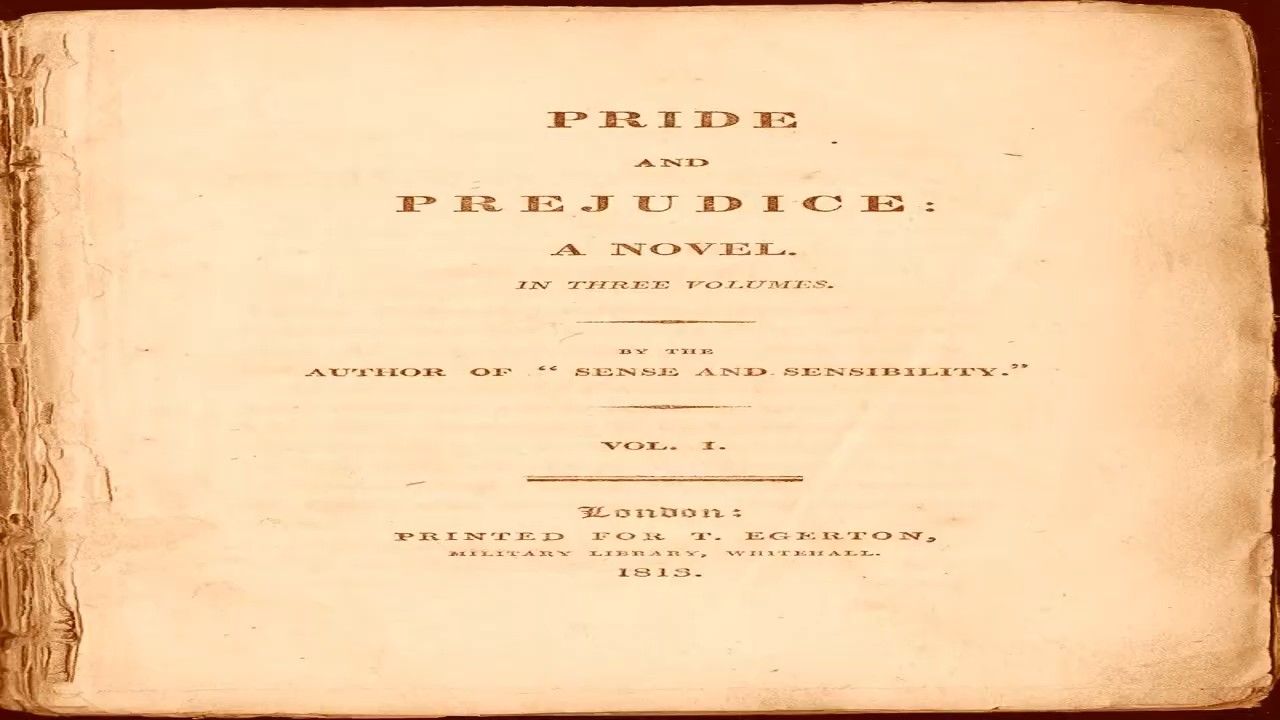 PRIDE
AND
PREJUDICE:
A NOVEL.
IN THREE VOLUMES.
BY THE
AUTHOR OF “ SENSE AND SENSIBILITY.”
VOL. I.
London:
PRINTED FOR T. EGERTON,
MILITARY LIBRARY, WHITEHALL.
1813.